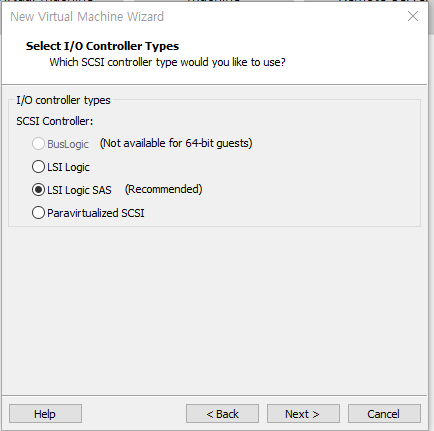 New Virtual Machine Wizard
Select I/O Controller Types
Which SCSI controller type would you like to use?
I/O controller types
SCSI Controller:
BusLogic (Not available for 64-bit guests)
LSI Logic
LSI Logic SAS (Recommended)
Paravirtualized SCSI
Help < Back Next > Cancel